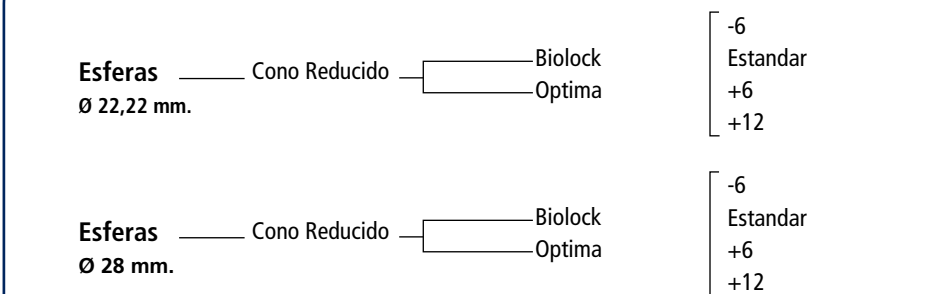 Esferas Cono Reducido Biolock -6
Ø 22,22 mm. Optima Estandar
+6
+12
Esferas Cono Reducido Biolock -6
Ø 28 mm. Optima Estandar
+6
+12